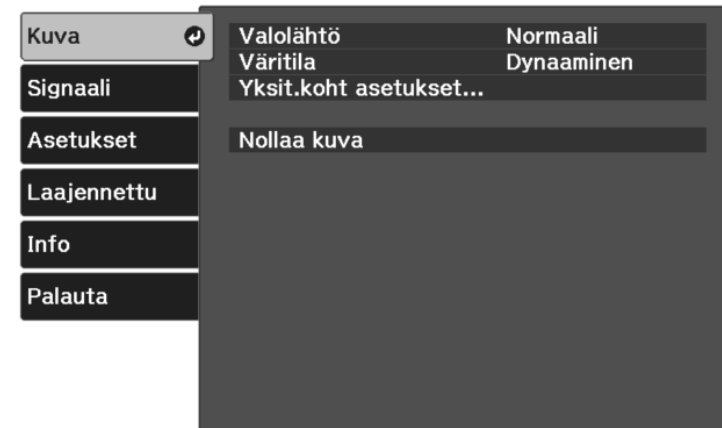 Kuva
Signaali
Asetukset
Laajennettu
Info
Palauta
Valolähtö Normaali
Väritila Dynaaminen
Yksit.koht asetukset...
Nollaa kuva